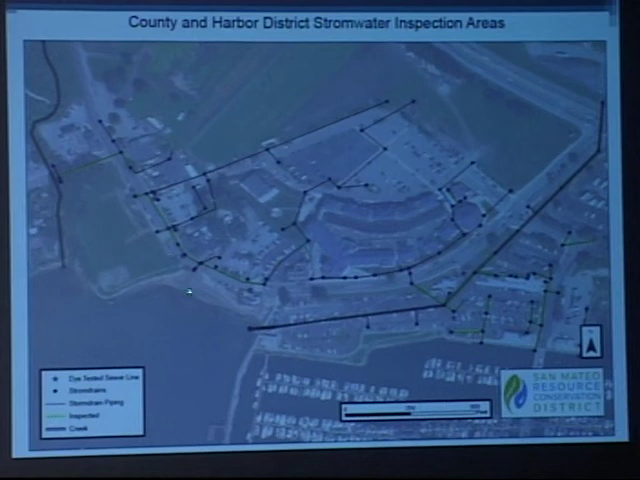 County and Harbor District Stromwater Inspection Areas
Dye Tested Sewer Line
Stromdrains
Stormdrain Piping
Inspected
Creek
SAN MATEO
RESOURCE
CONSERVATION
DISTRICT